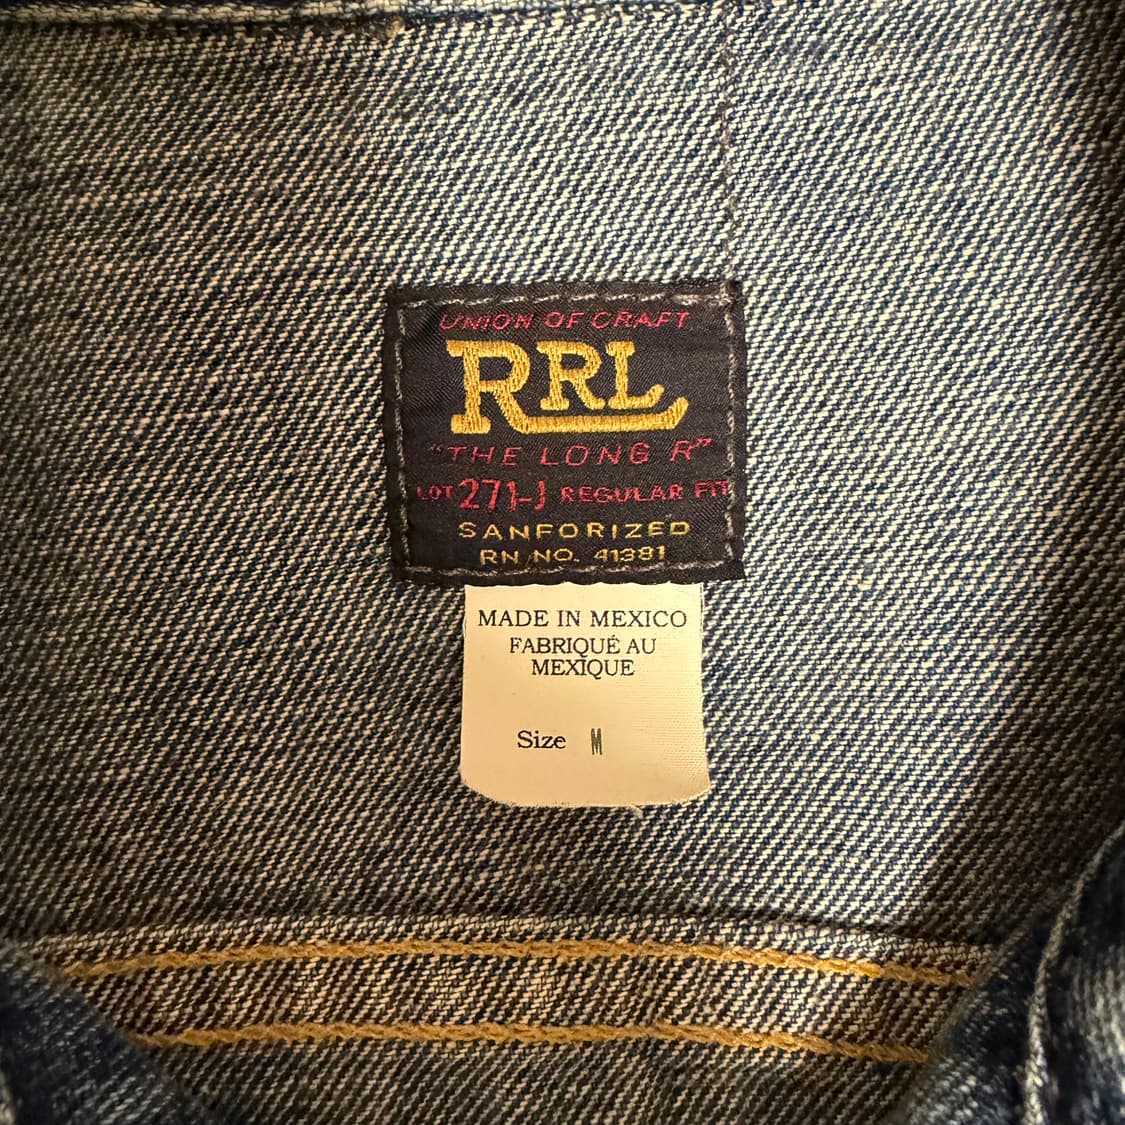 UNION OF CRAFT
RRL
"THE LONG R"
LOT 271-J REGULAR FIT
SANFORIZED
RN/NO. 41381
MADE IN MEXICO
FABRIQUÉ AU
MEXIQUE
Size M